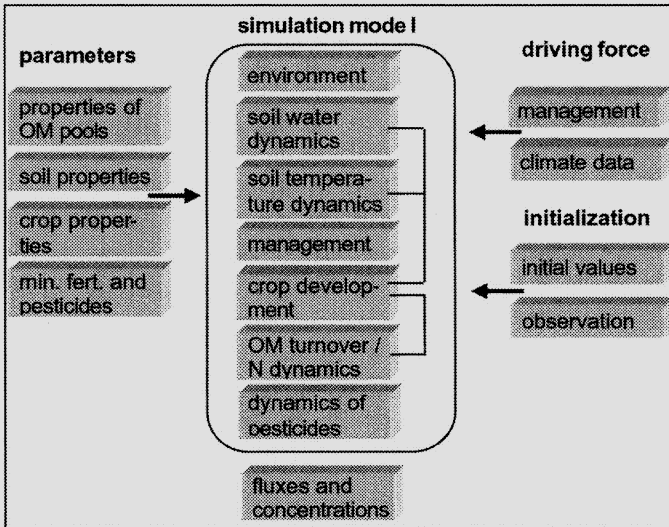 simulation mode l
parameters
properties of
OM pools
soil properties
crop proper-
ties
min. fert. and
pesticides
environment
soil water
dynamics
soil tempera-
ture dynamics
management
crop develop-
ment
OM turnover /
N dynamics
dynamics of
pesticides
fluxes and
concentrations
driving force
management
climate data
initialization
initial values
observation